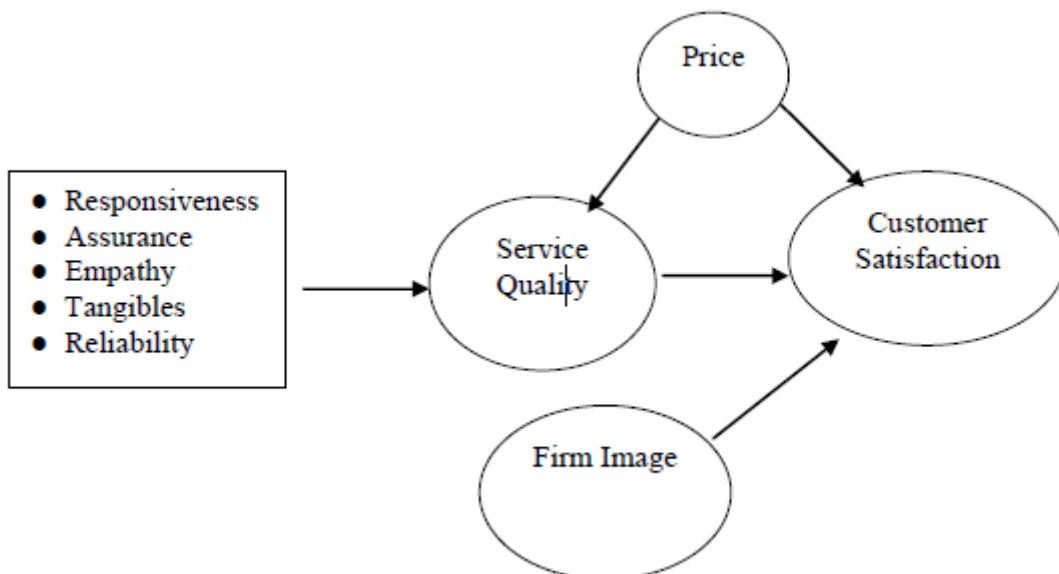 Price
● Responsiveness
● Assurance
● Empathy
● Tangibles
● Reliability
Service
Quality
Customer
Satisfaction
Firm Image